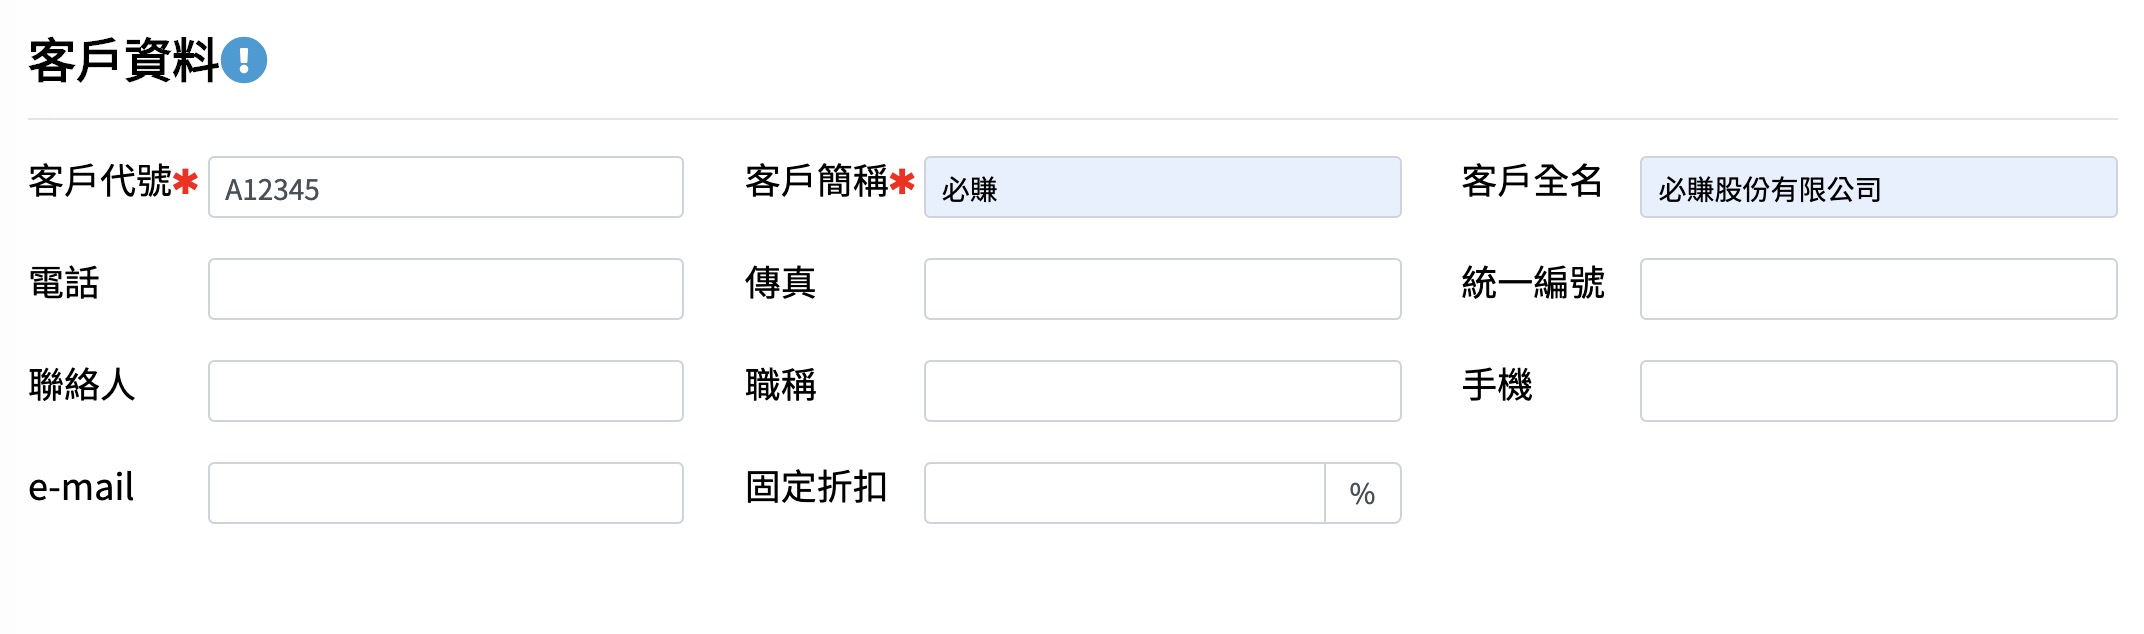 客戶資料
客戶代號* A12345 客戶簡稱* 必賺 客戶全名 必賺股份有限公司
電話 傳真 統一編號
聯絡人 職稱 手機
e-mail 固定折扣 %